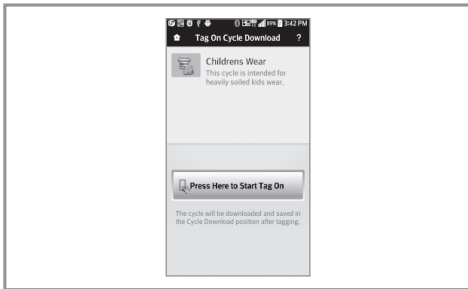 89% 3:42 PM
Tag On Cycle Download ?
Childrens Wear
This cycle is intended for
heavily soiled kids wear.
Press Here to Start Tag On
The cycle will be downloaded and saved in
the Cycle Download position after tagging.